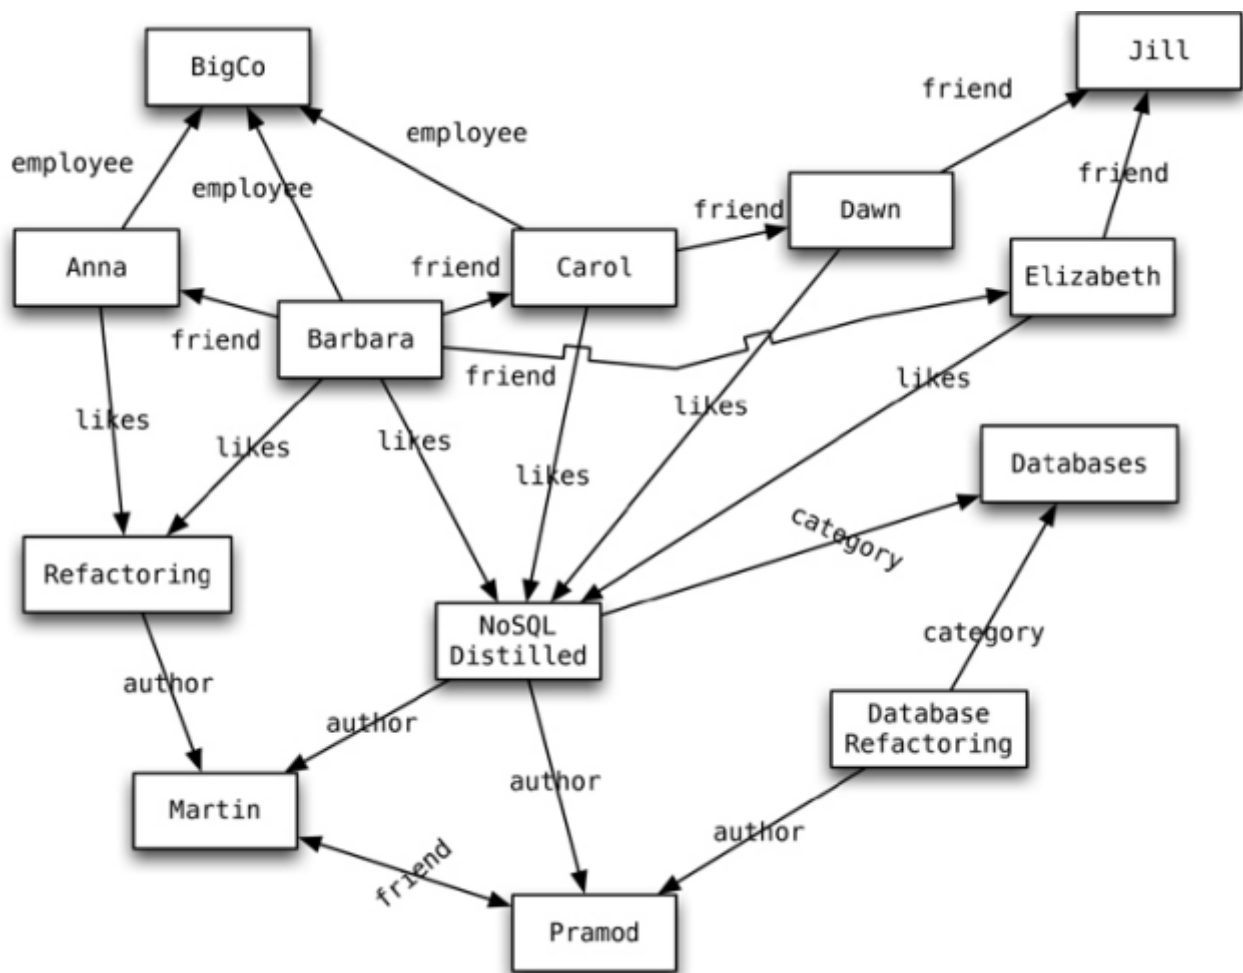 BigCo
Jill
friend
employee
employee
friend
employee
friend
Dawn
Anna
friend
Carol
Elizabeth
friend
Barbara
friend
likes
likes
likes
likes
likes
likes
Databases
category
Refactoring
NoSQL
Distilled
category
author
author
Database
Refactoring
author
Martin
author
friend
Pramod